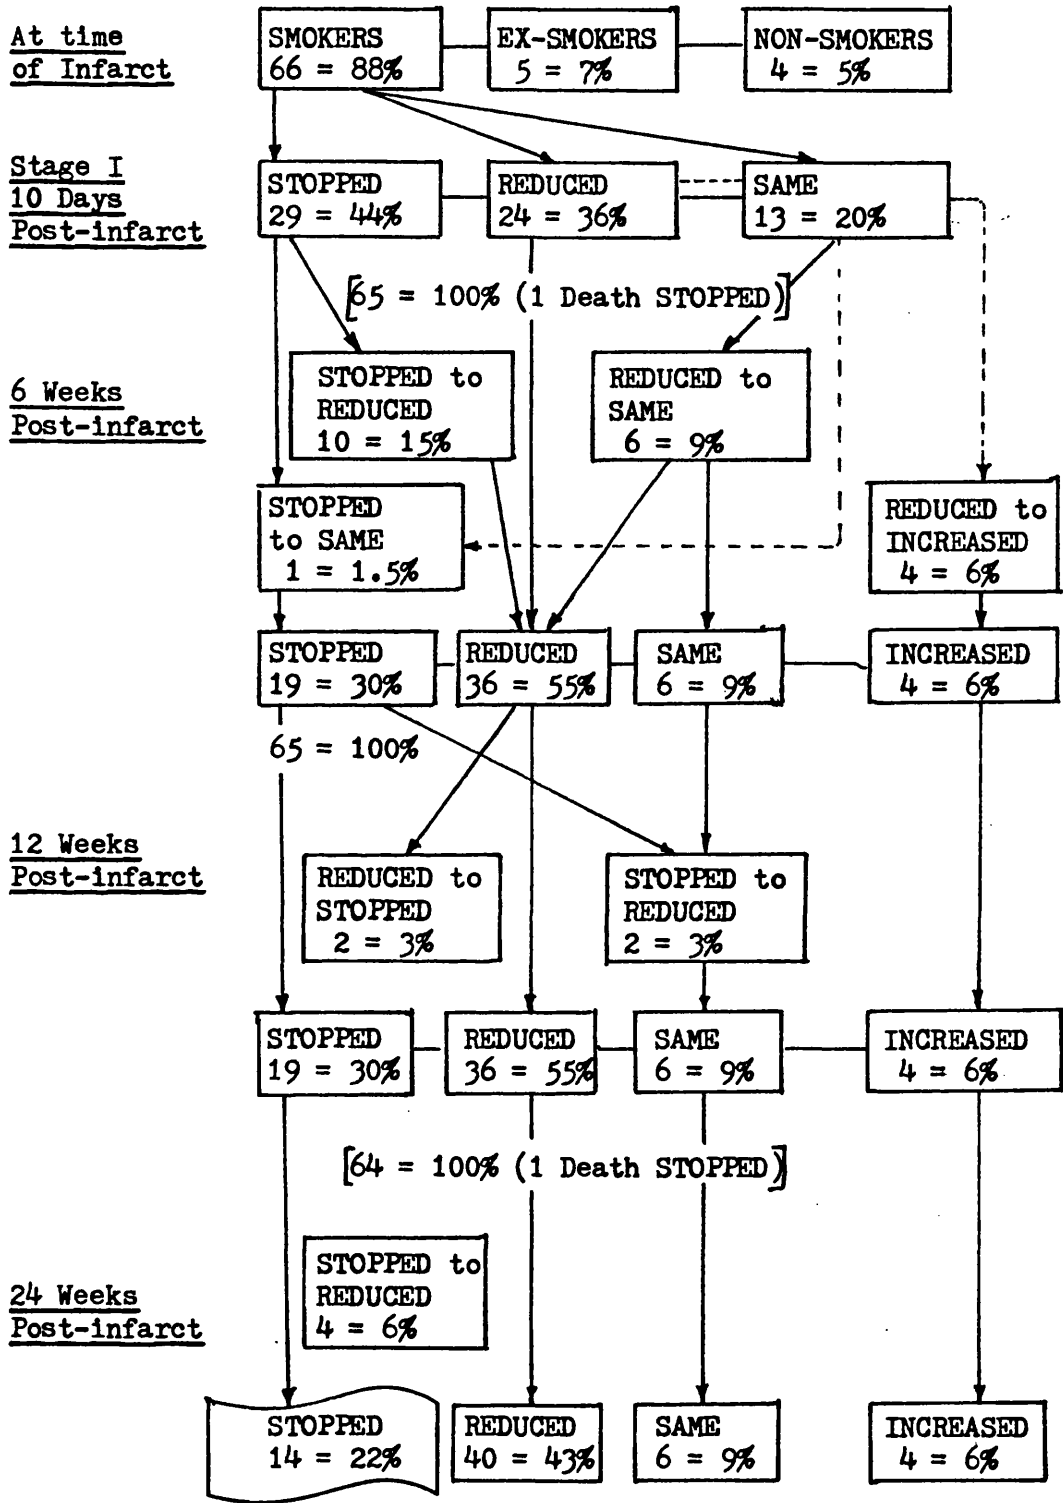 At time
of Infarct
SMOKERS
66 = 88%
EX-SMOKERS
5 = 7%
NON-SMOKERS
4 = 5%
Stage I
10 Days
Post-infarct
STOPPED
29 = 44%
REDUCED
24 = 36%
SAME
13 = 20%
[65 = 100% (1 Death STOPPED)]
6 Weeks
Post-infarct
STOPPED to
REDUCED
10 = 15%
REDUCED to
SAME
6 = 9%
STOPPED
to SAME
1 = 1.5%
REDUCED to
INCREASED
4 = 6%
STOPPED
19 = 30%
REDUCED
36 = 55%
SAME
6 = 9%
INCREASED
4 = 6%
65 = 100%
12 Weeks
Post-infarct
REDUCED to
STOPPED
2 = 3%
STOPPED to
REDUCED
2 = 3%
STOPPED
19 = 30%
REDUCED
36 = 55%
SAME
6 = 9%
INCREASED
4 = 6%
[64 = 100% (1 Death STOPPED)]
24 Weeks
Post-infarct
STOPPED to
REDUCED
4 = 6%
STOPPED
14 = 22%
REDUCED
40 = 43%
SAME
6 = 9%
INCREASED
4 = 6%